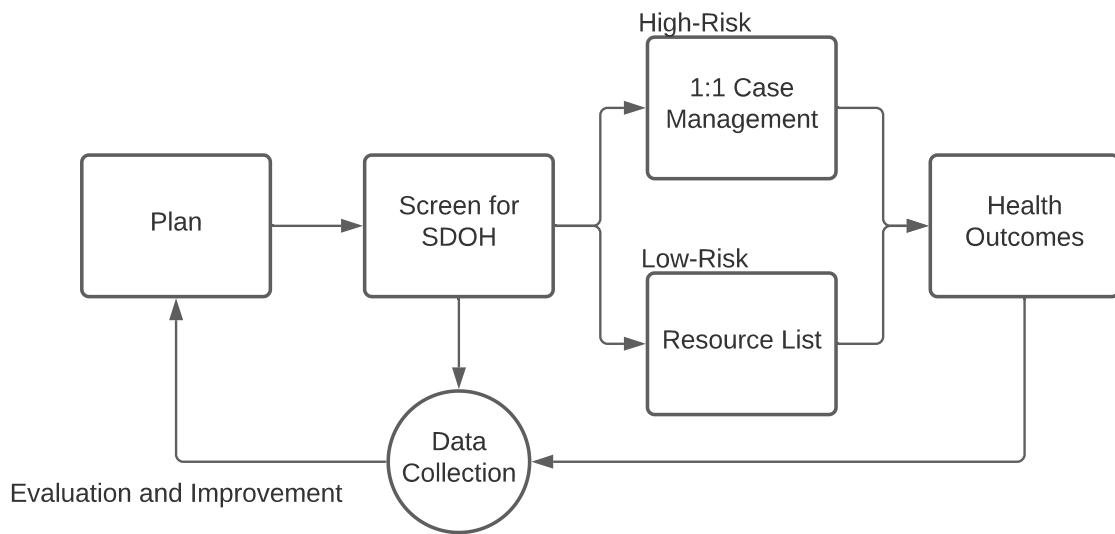 High-Risk
1:1 Case
Management
Plan
Screen for
SDOH
Health
Outcomes
Low-Risk
Resource List
Data
Collection
Evaluation and Improvement